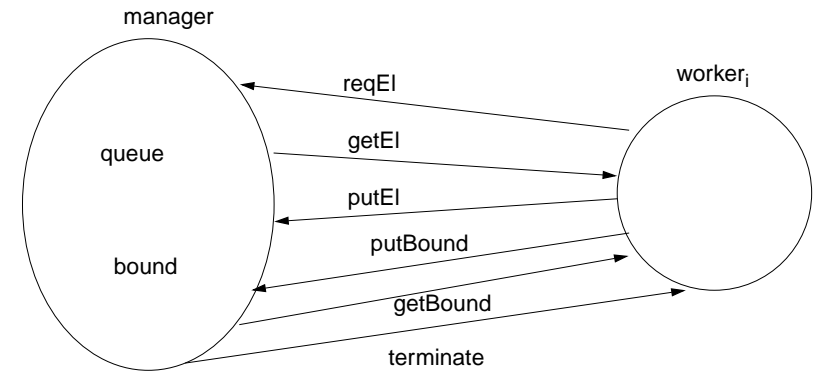 manager
worker_i
reqEl
queue
getEl
putEl
putBound
bound
getBound
terminate